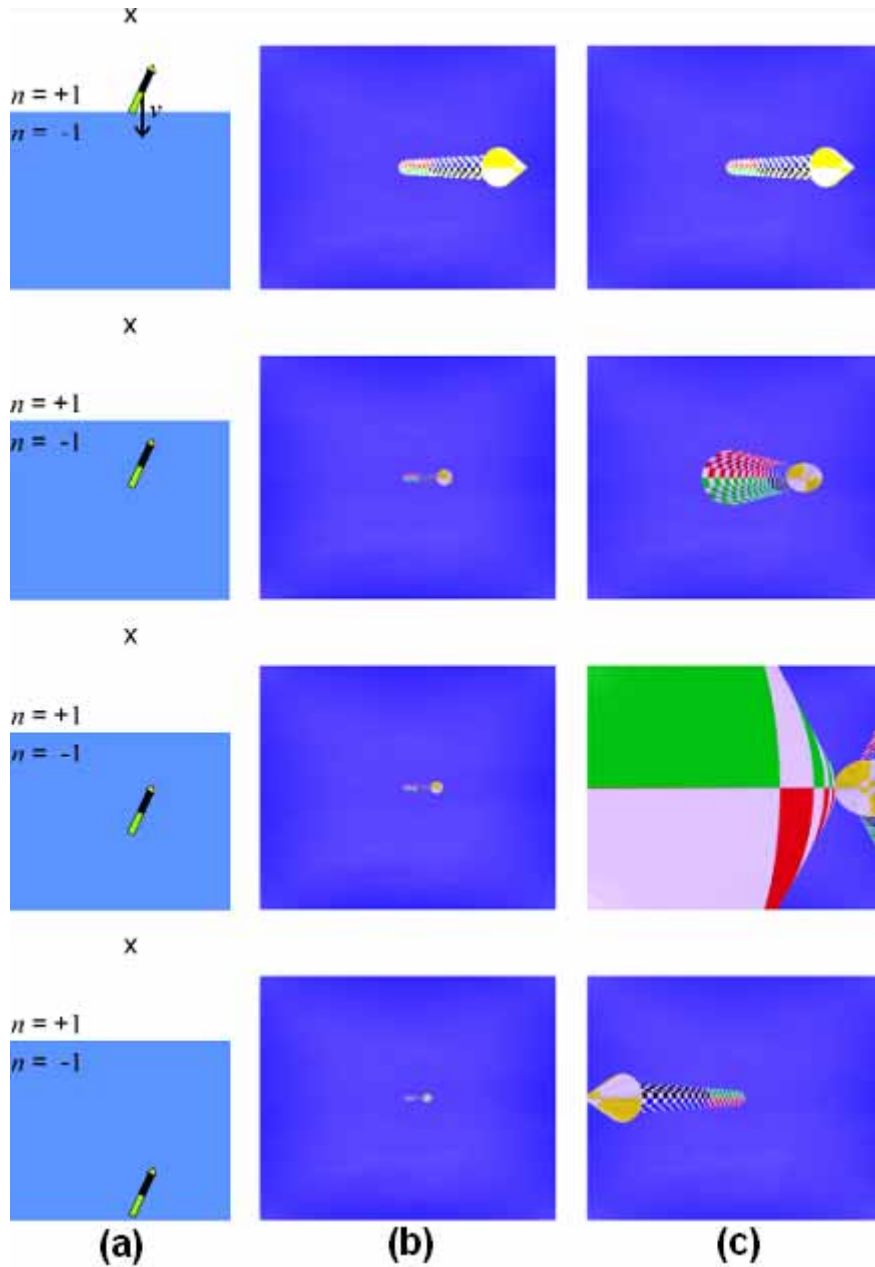 x
n = +1
v
n = -1
x
n = +1
n = -1
x
n = +1
n = -1
x
n = +1
n = -1
(a) (b) (c)